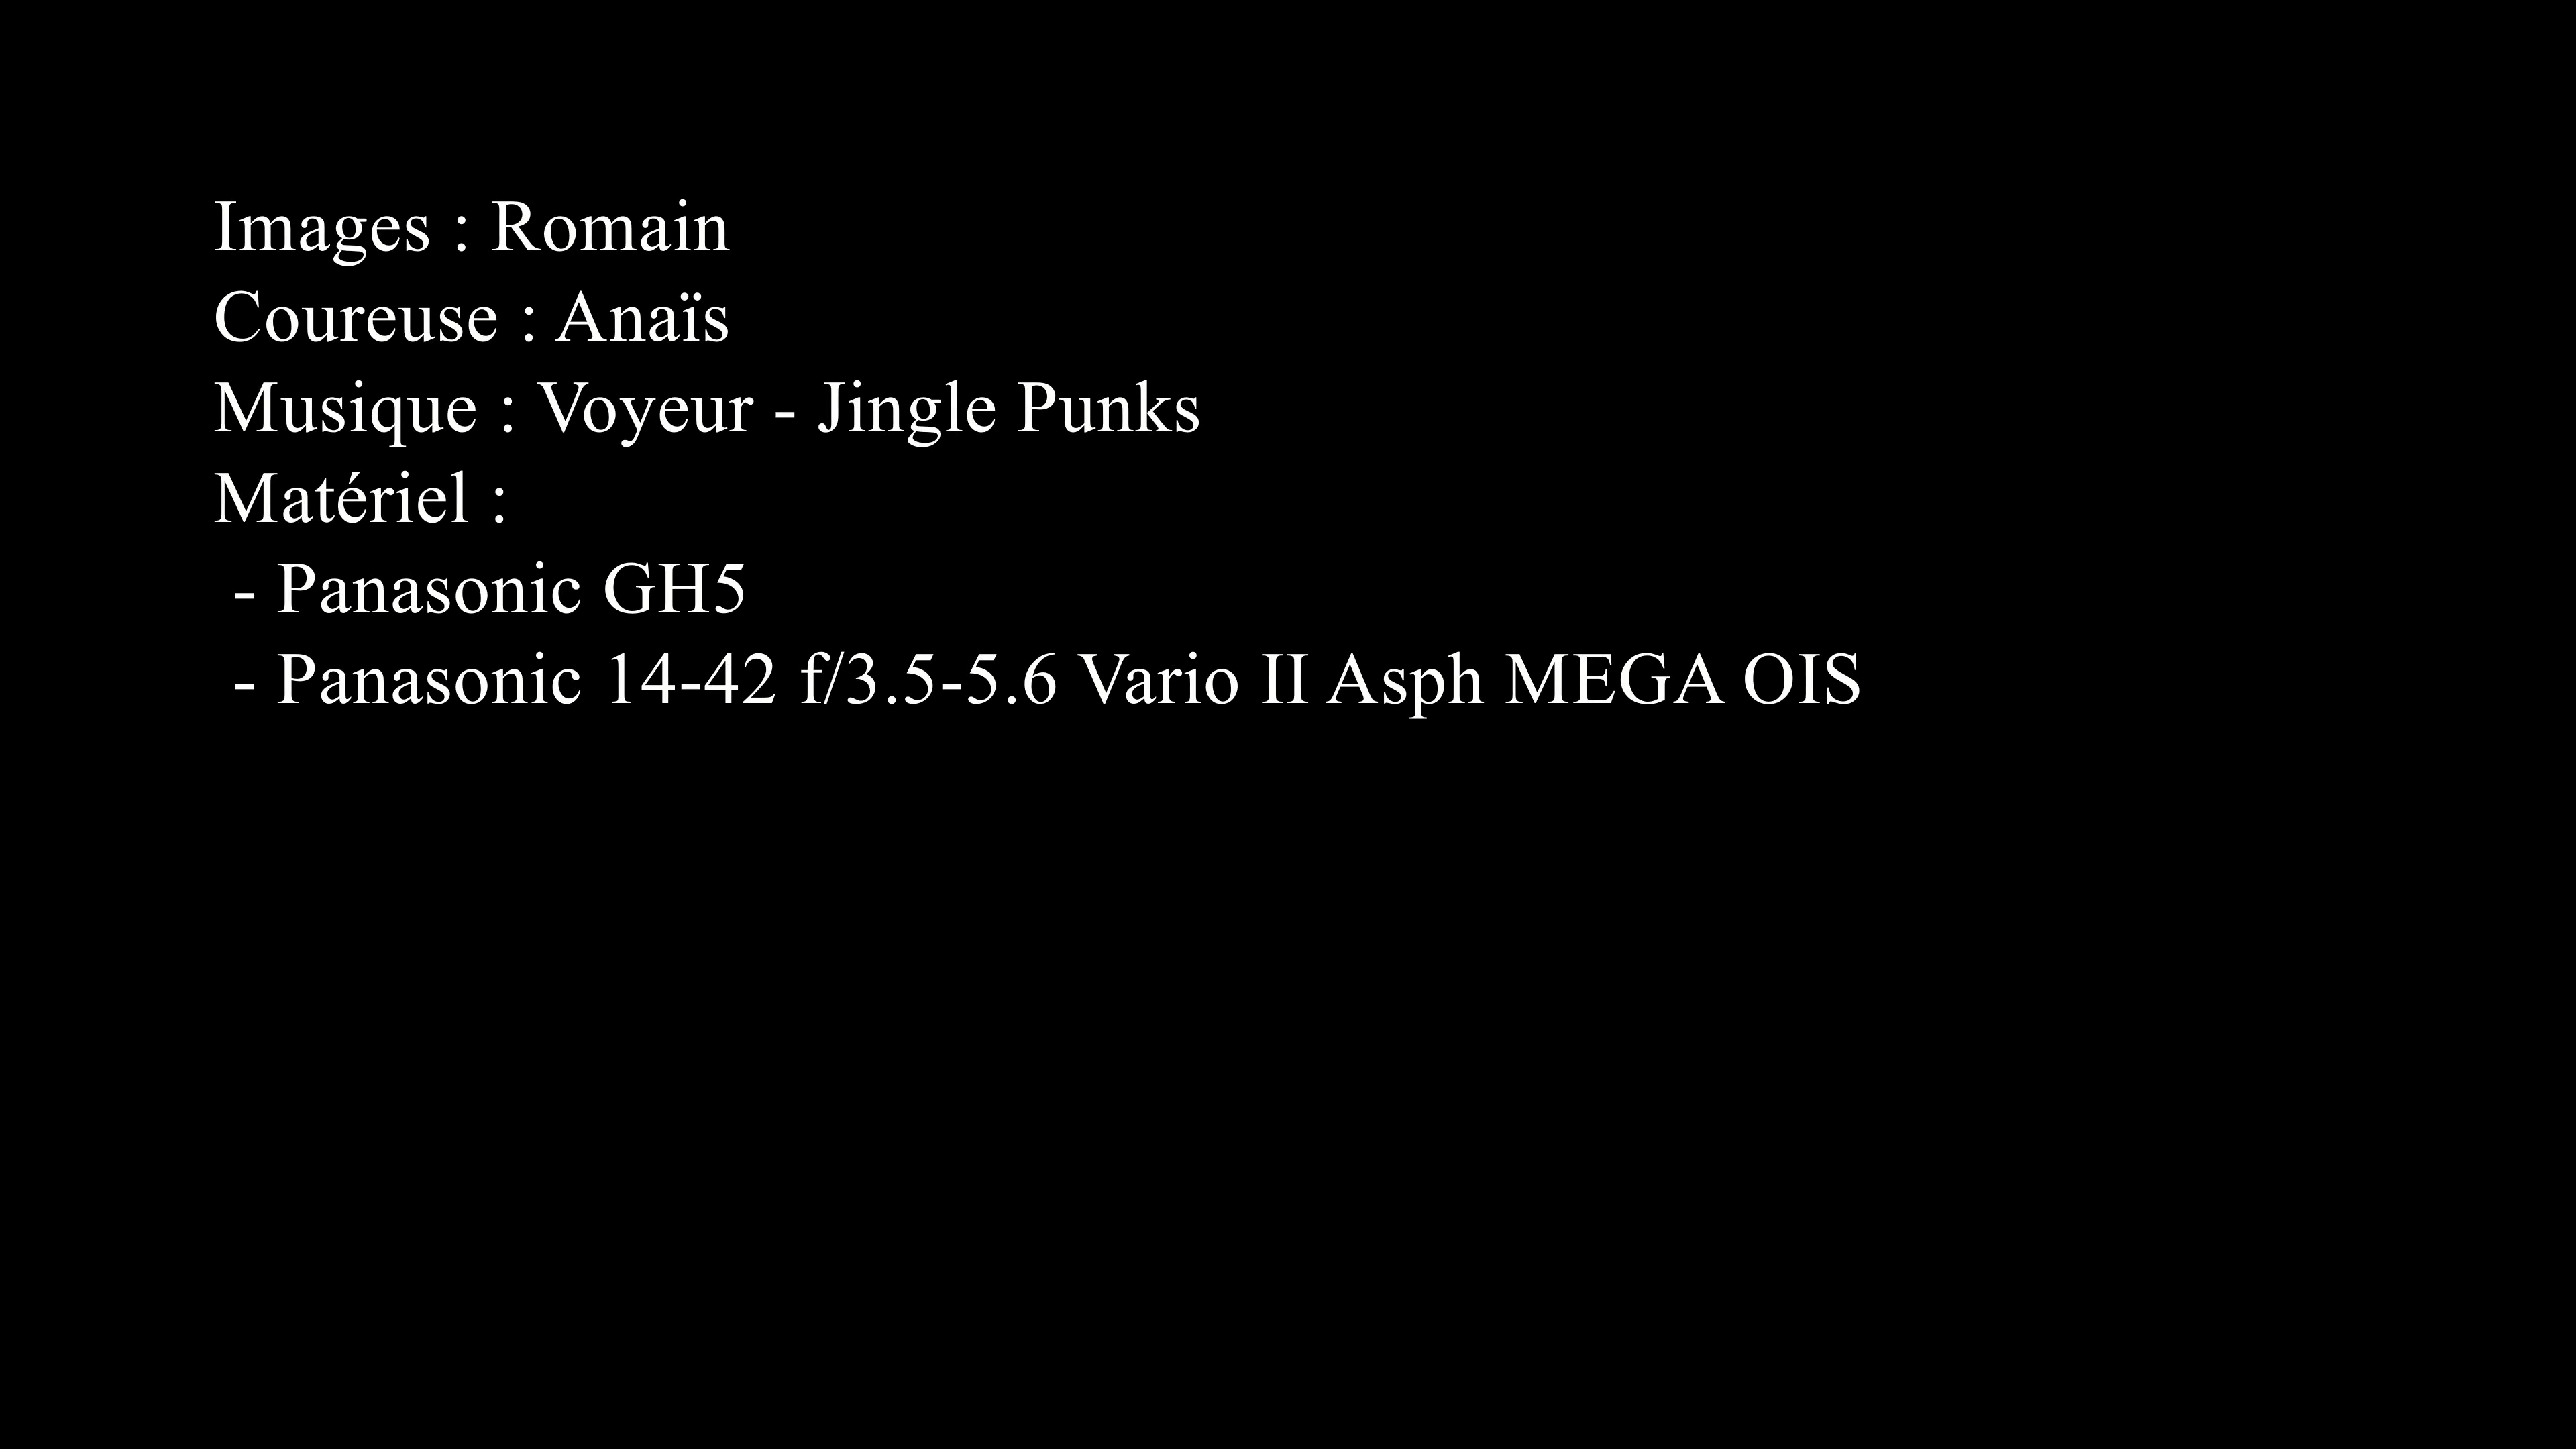 Images : Romain
Coureuse : Anaïs
Musique : Voyeur - Jingle Punks
Matériel :
- Panasonic GH5
- Panasonic 14-42 f/3.5-5.6 Vario II Asph MEGA OIS